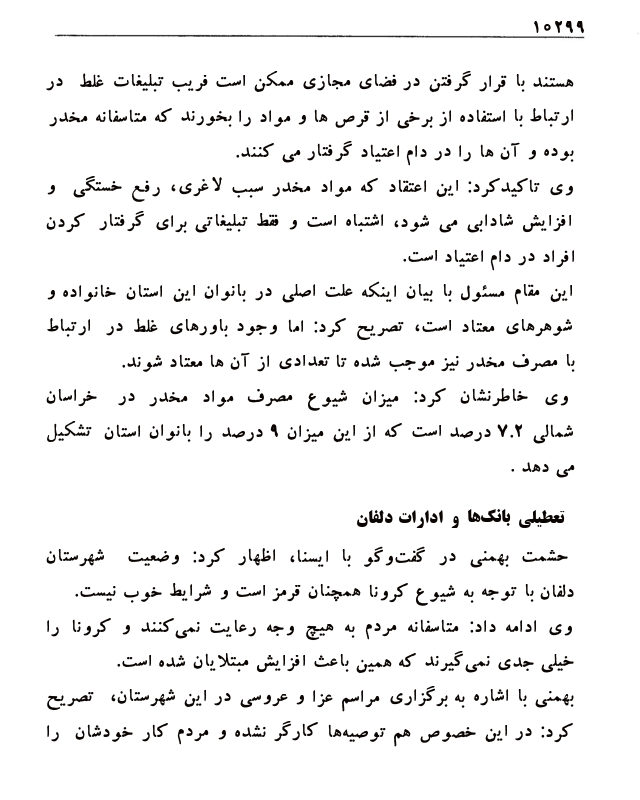 ۱۰۲۹۹
هستند با قرار گرفتن در فضای مجازی ممکن است فریب تبلیغات غلط در
ارتباط با استفاده از برخی از قرص ها و مواد را بخورند که متاسفانه مخدر
بوده و آن ها را در دام اعتیاد گرفتار می کنند.
وی تاکیدکرد: این اعتقاد که مواد مخدر سبب لاغری، رفع خستگی و
افزایش شادابی می شود، اشتباه است و فقط تبلیغاتی برای گرفتار کردن
افراد در دام اعتیاد است.
این مقام مسئول با بیان اینکه علت اصلی در بانوان این استان خانواده و
شوهرهای معتاد است، تصریح کرد: اما وجود باورهای غلط در ارتباط
با مصرف مخدر نیز موجب شده تا تعدادی از آن ها معتاد شوند.
وی خاطرنشان کرد: میزان شیوع مصرف مواد مخدر در خراسان
شمالی ۷.۲ درصد است که از این میزان ۹ درصد را بانوان استان تشکیل
می دهد .
تعطیلی بانک‌ها و ادارات دلفان
حشمت بهمنی در گفت‌وگو با ایسنا، اظهار کرد: وضعیت شهرستان
دلفان با توجه به شیوع کرونا همچنان قرمز است و شرایط خوب نیست.
وی ادامه داد: متاسفانه مردم به هیچ وجه رعایت نمی‌کنند و کرونا را
خیلی جدی نمی‌گیرند که همین باعث افزایش مبتلایان شده است.
بهمنی با اشاره به برگزاری مراسم عزا و عروسی در این شهرستان، تصریح
کرد: در این خصوص هم توصیه‌ها کارگر نشده و مردم کار خودشان را